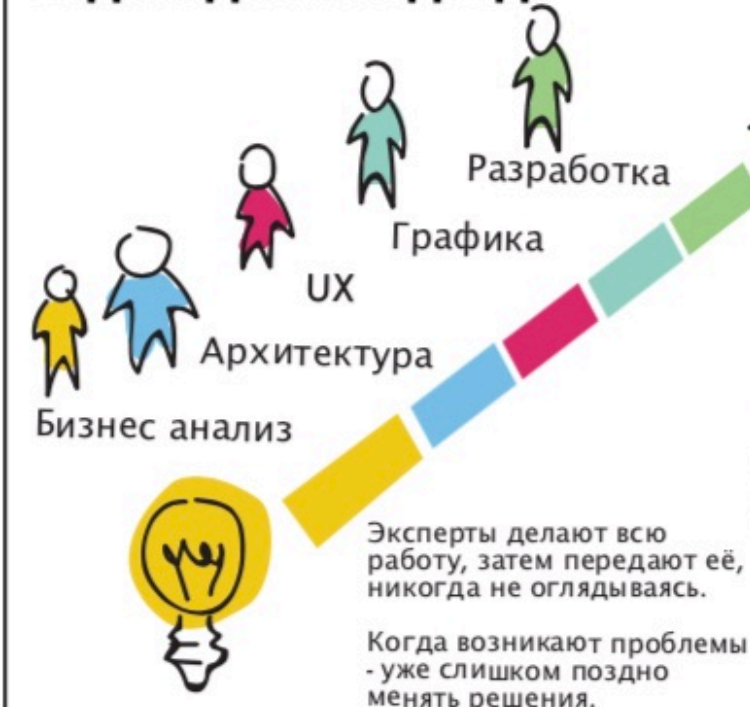 Разработка
Графика
UX
Архитектура
Бизнес анализ
Эксперты делают всю
работу, затем передают её,
никогда не оглядываясь.
Когда возникают проблемы
- уже слишком поздно
менять решения.